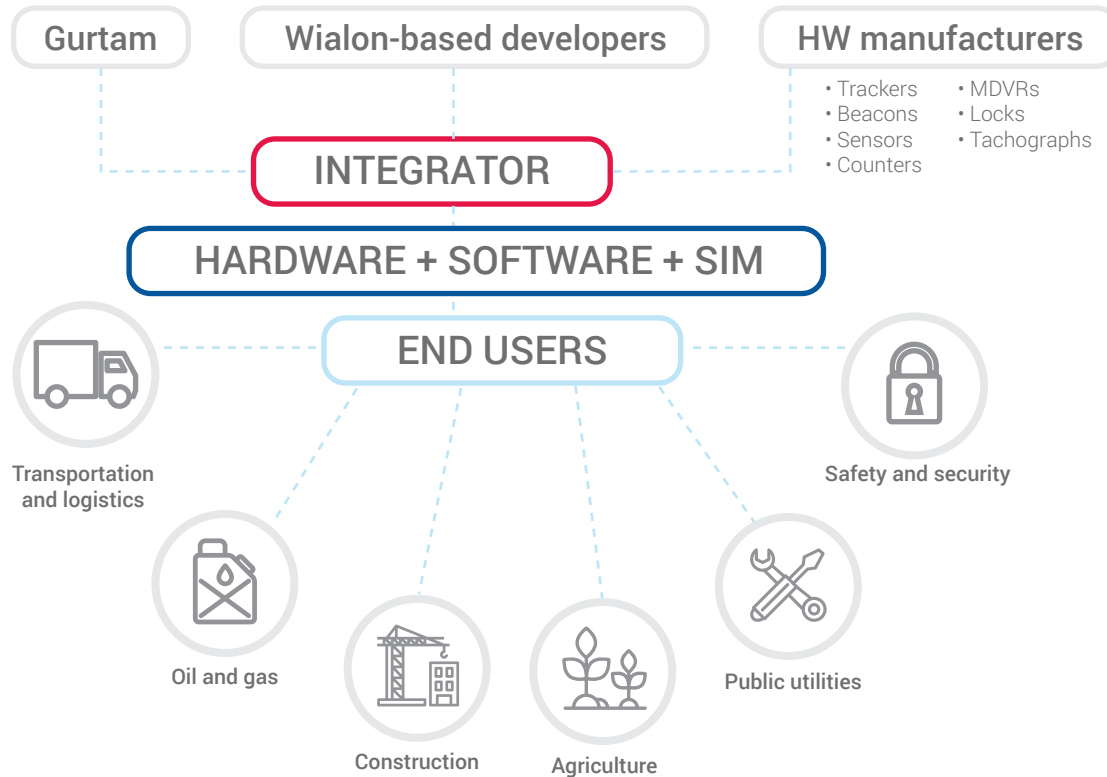 Gurtam
Wialon-based developers
HW manufacturers
• Trackers
• Beacons
• Sensors
• Counters
• MDVRs
• Locks
• Tachographs
INTEGRATOR
HARDWARE + SOFTWARE + SIM
END USERS
Transportation
and logistics
Oil and gas
Construction
Agriculture
Public utilities
Safety and security